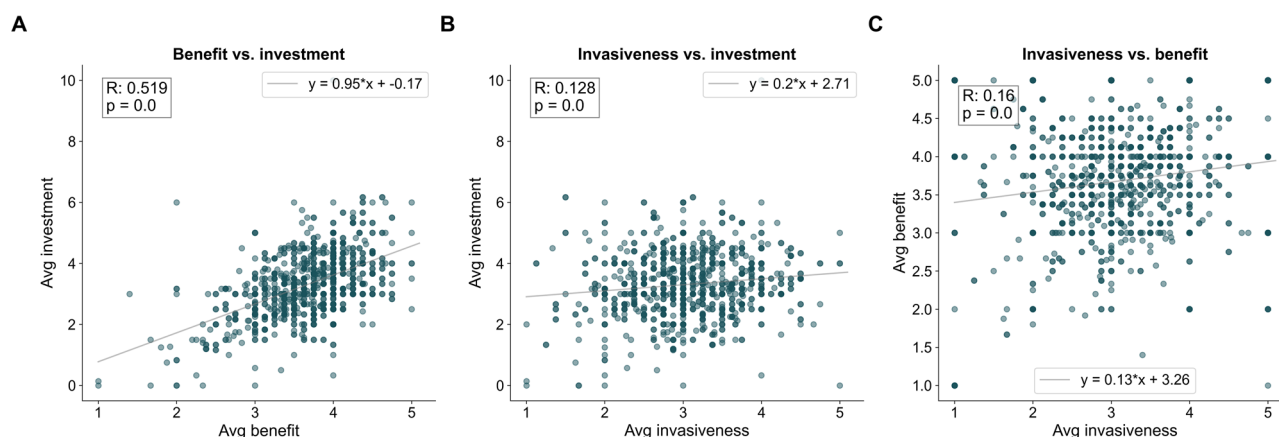 A
Benefit vs. investment
R: 0.519
p = 0.0
y = 0.95*x + -0.17
10
8
6
4
2
0
Avg investment
1 2 3 4 5
Avg benefit
B
Invasiveness vs. investment
R: 0.128
p = 0.0
y = 0.2*x + 2.71
10
8
6
4
2
0
Avg investment
1 2 3 4 5
Avg invasiveness
C
Invasiveness vs. benefit
R: 0.16
p = 0.0
5.0
4.5
4.0
3.5
3.0
2.5
2.0
1.5
1.0
Avg benefit
y = 0.13*x + 3.26
1 2 3 4 5
Avg invasiveness